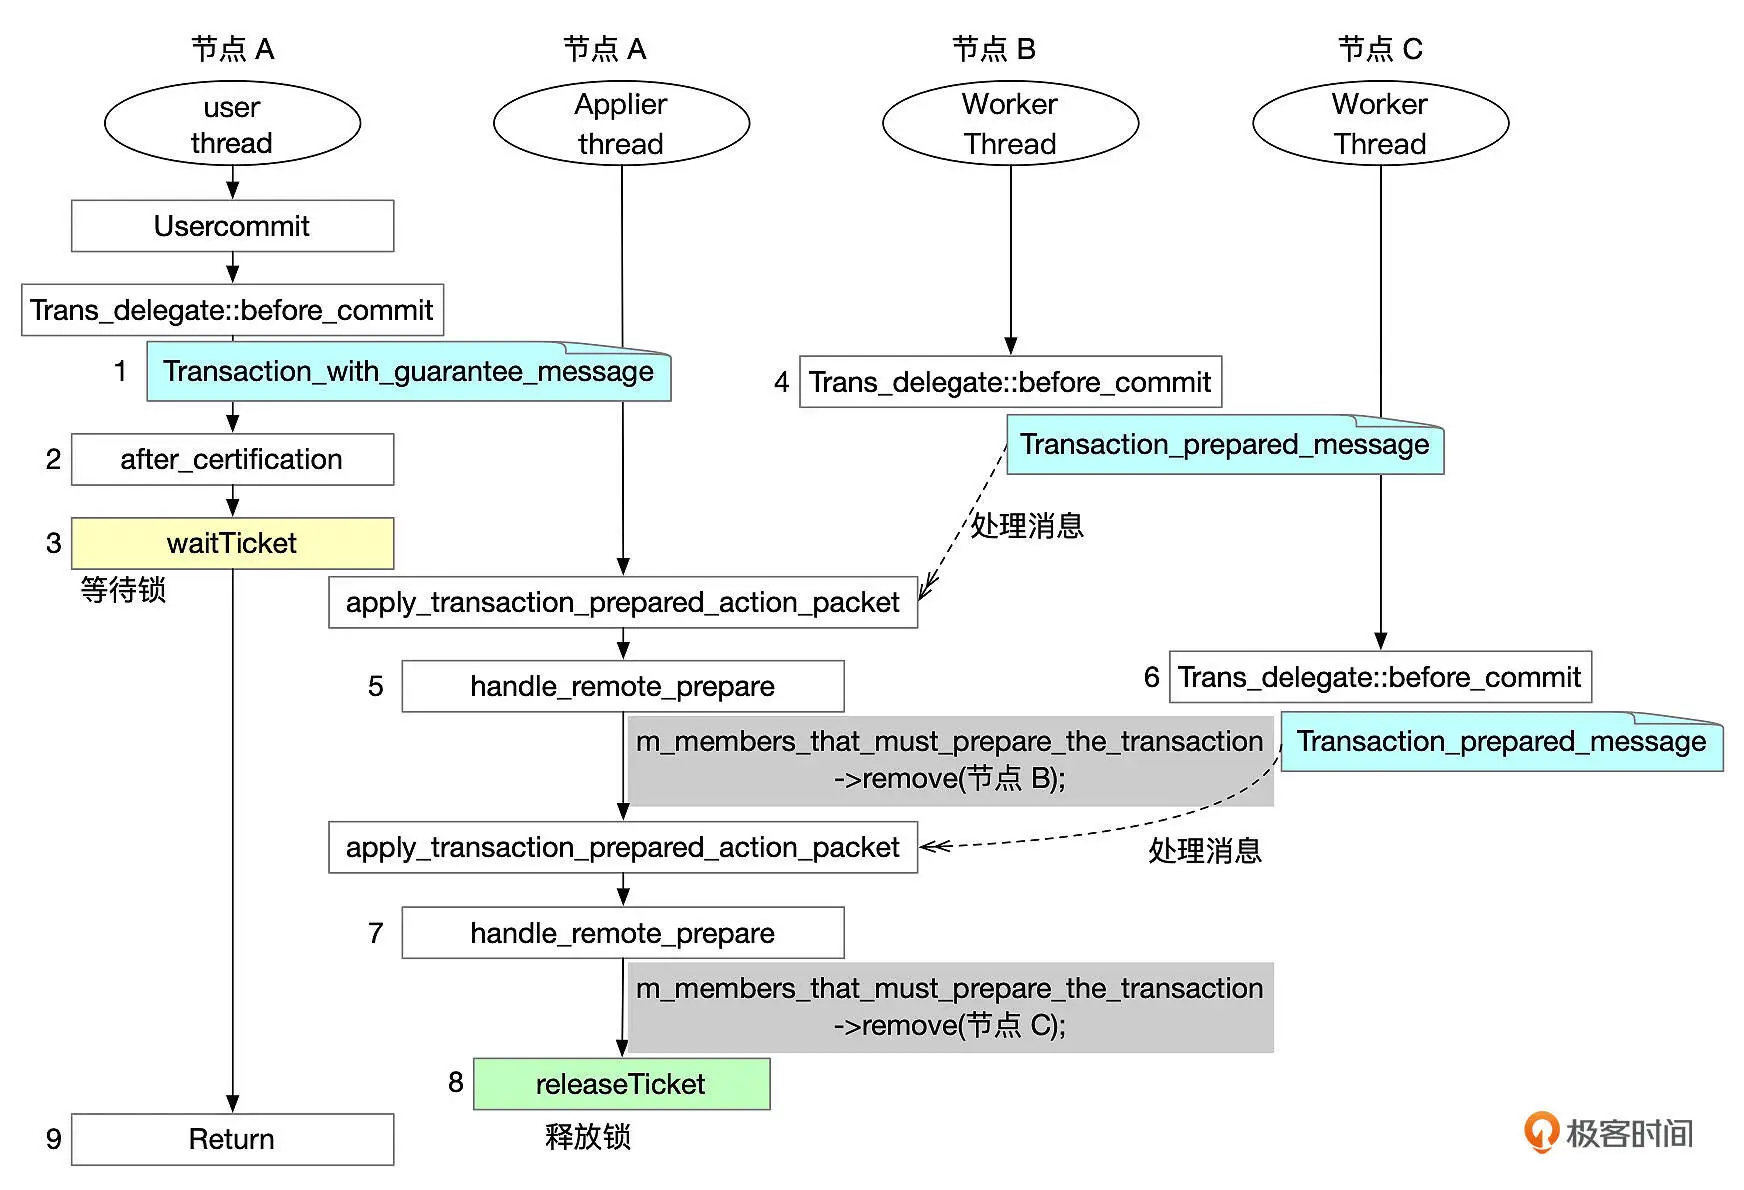 节点 A
节点 A
节点 B
节点 C
user
thread
Applier
thread
Worker
Thread
Worker
Thread
Usercommit
Trans_delegate::before_commit
1
Transaction_with_guarantee_message
4
Trans_delegate::before_commit
Transaction_prepared_message
2
after_certification
处理消息
3
waitTicket
等待锁
apply_transaction_prepared_action_packet
5
handle_remote_prepare
6
Trans_delegate::before_commit
Transaction_prepared_message
m_members_that_must_prepare_the_transaction
->remove(节点 B);
apply_transaction_prepared_action_packet
处理消息
7
handle_remote_prepare
m_members_that_must_prepare_the_transaction
->remove(节点 C);
8
releaseTicket
释放锁
9
Return
极客时间